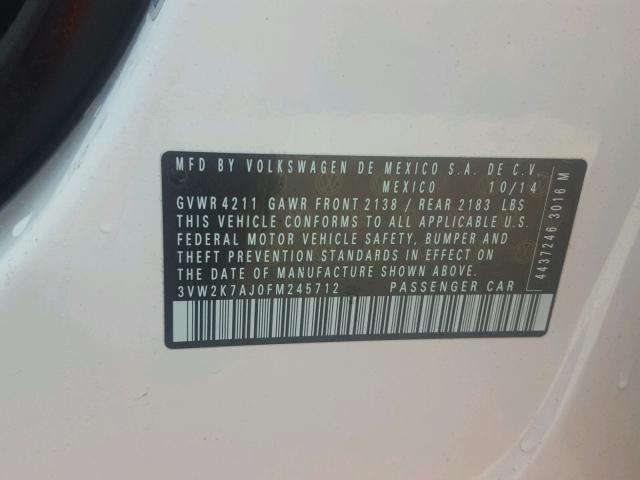 MFD BY VOLKSWAGEN DE MEXICO S.A. DE C.V.
MEXICO 10/14
GVWR 4211 GAWR FRONT 2138 / REAR 2183 LBS
THIS VEHICLE CONFORMS TO ALL APPLICABLE U.S.
FEDERAL MOTOR VEHICLE SAFETY, BUMPER AND
THEFT PREVENTION STANDARDS IN EFFECT ON
THE DATE OF MANUFACTURE SHOWN ABOVE.
3VW2K7AJ0FM245712 PASSENGER CAR
4437246 3016 M